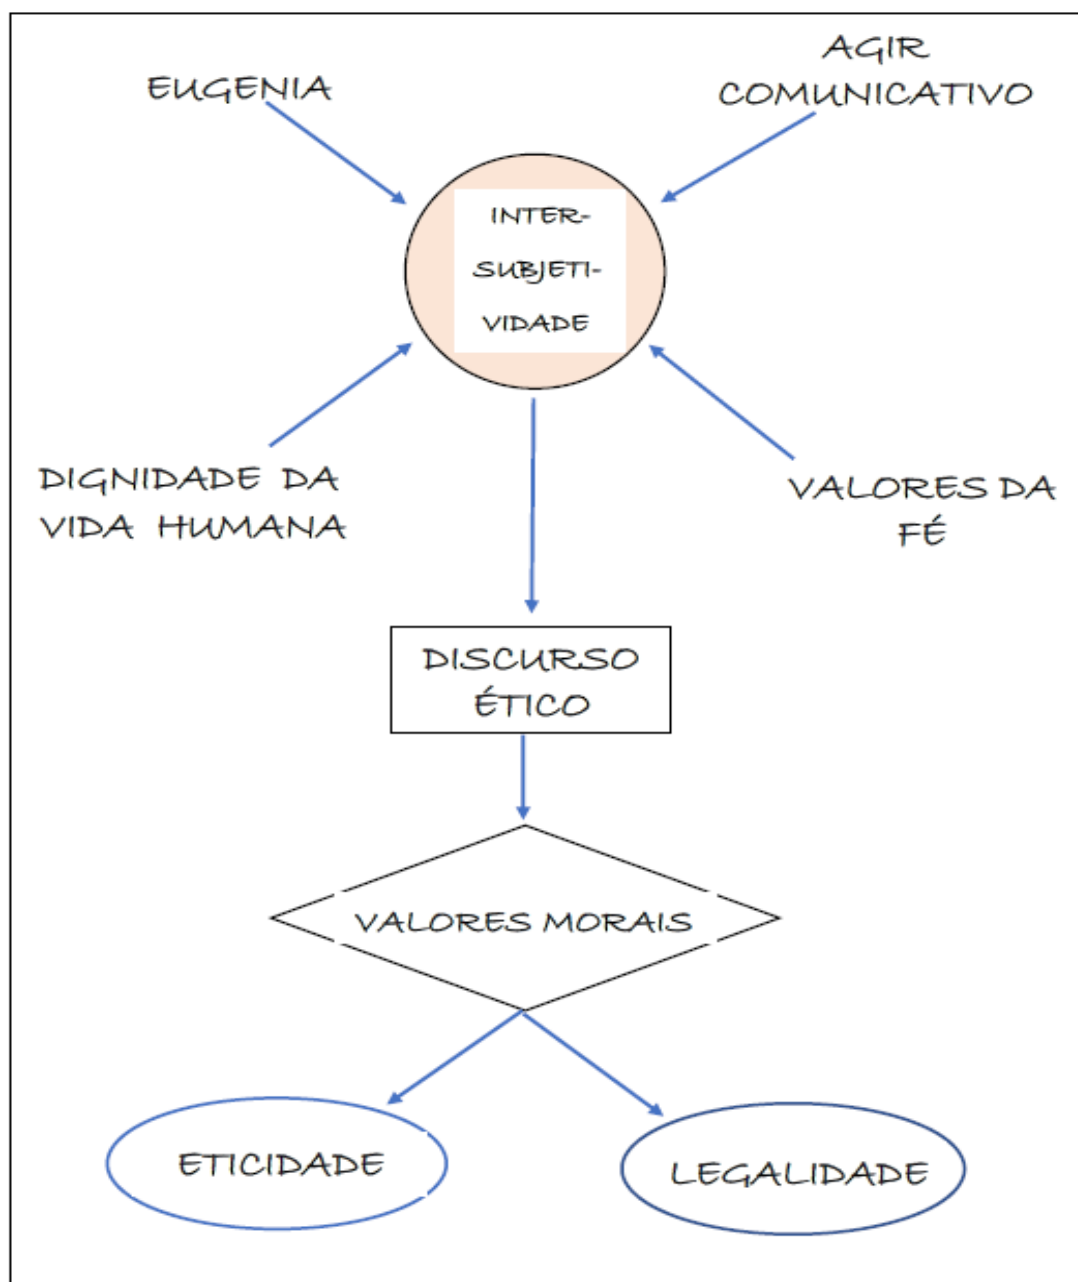 EUGENIA
AGIR
COMUNICATIVO
INTER-
SUBJETI-
VIDADE
DIGNIDADE DA
VIDA HUMANA
VALORES DA
FÉ
DISCURSO
ÉTICO
VALORES MORAIS
ETICIDADE
LEGALIDADE